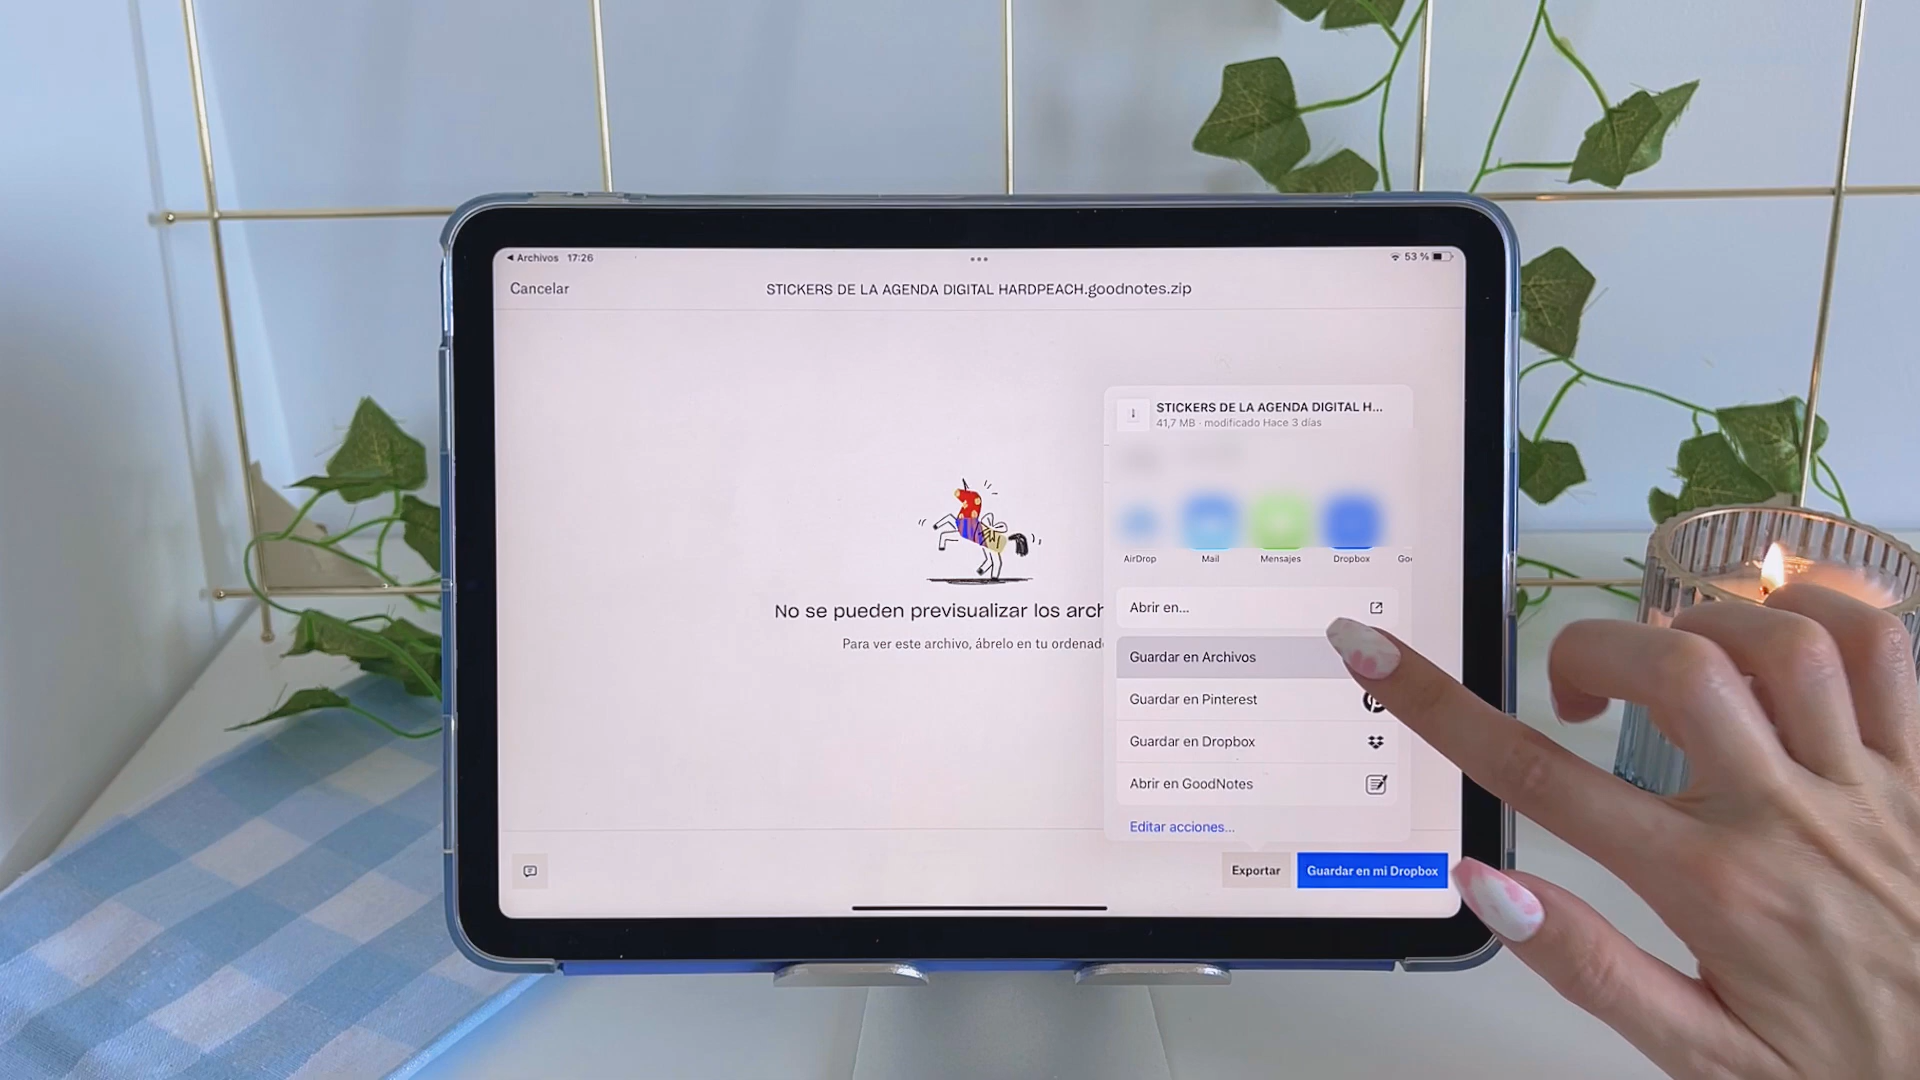 ◀ Archivos 17:26
53 %
Cancelar
STICKERS DE LA AGENDA DIGITAL HARDPEACH.goodnotes.zip
STICKERS DE LA AGENDA DIGITAL H...
41,7 MB · modificado Hace 3 días
AirDrop
Mail
Mensajes
Dropbox
No se pueden previsualizar los
Para ver este archivo, ábrelo en tu
Abrir en...
Guardar en Archivos
Guardar en Pinterest
Guardar en Dropbox
Abrir en GoodNotes
Editar acciones...
Exportar
Guardar en mi Dropbox